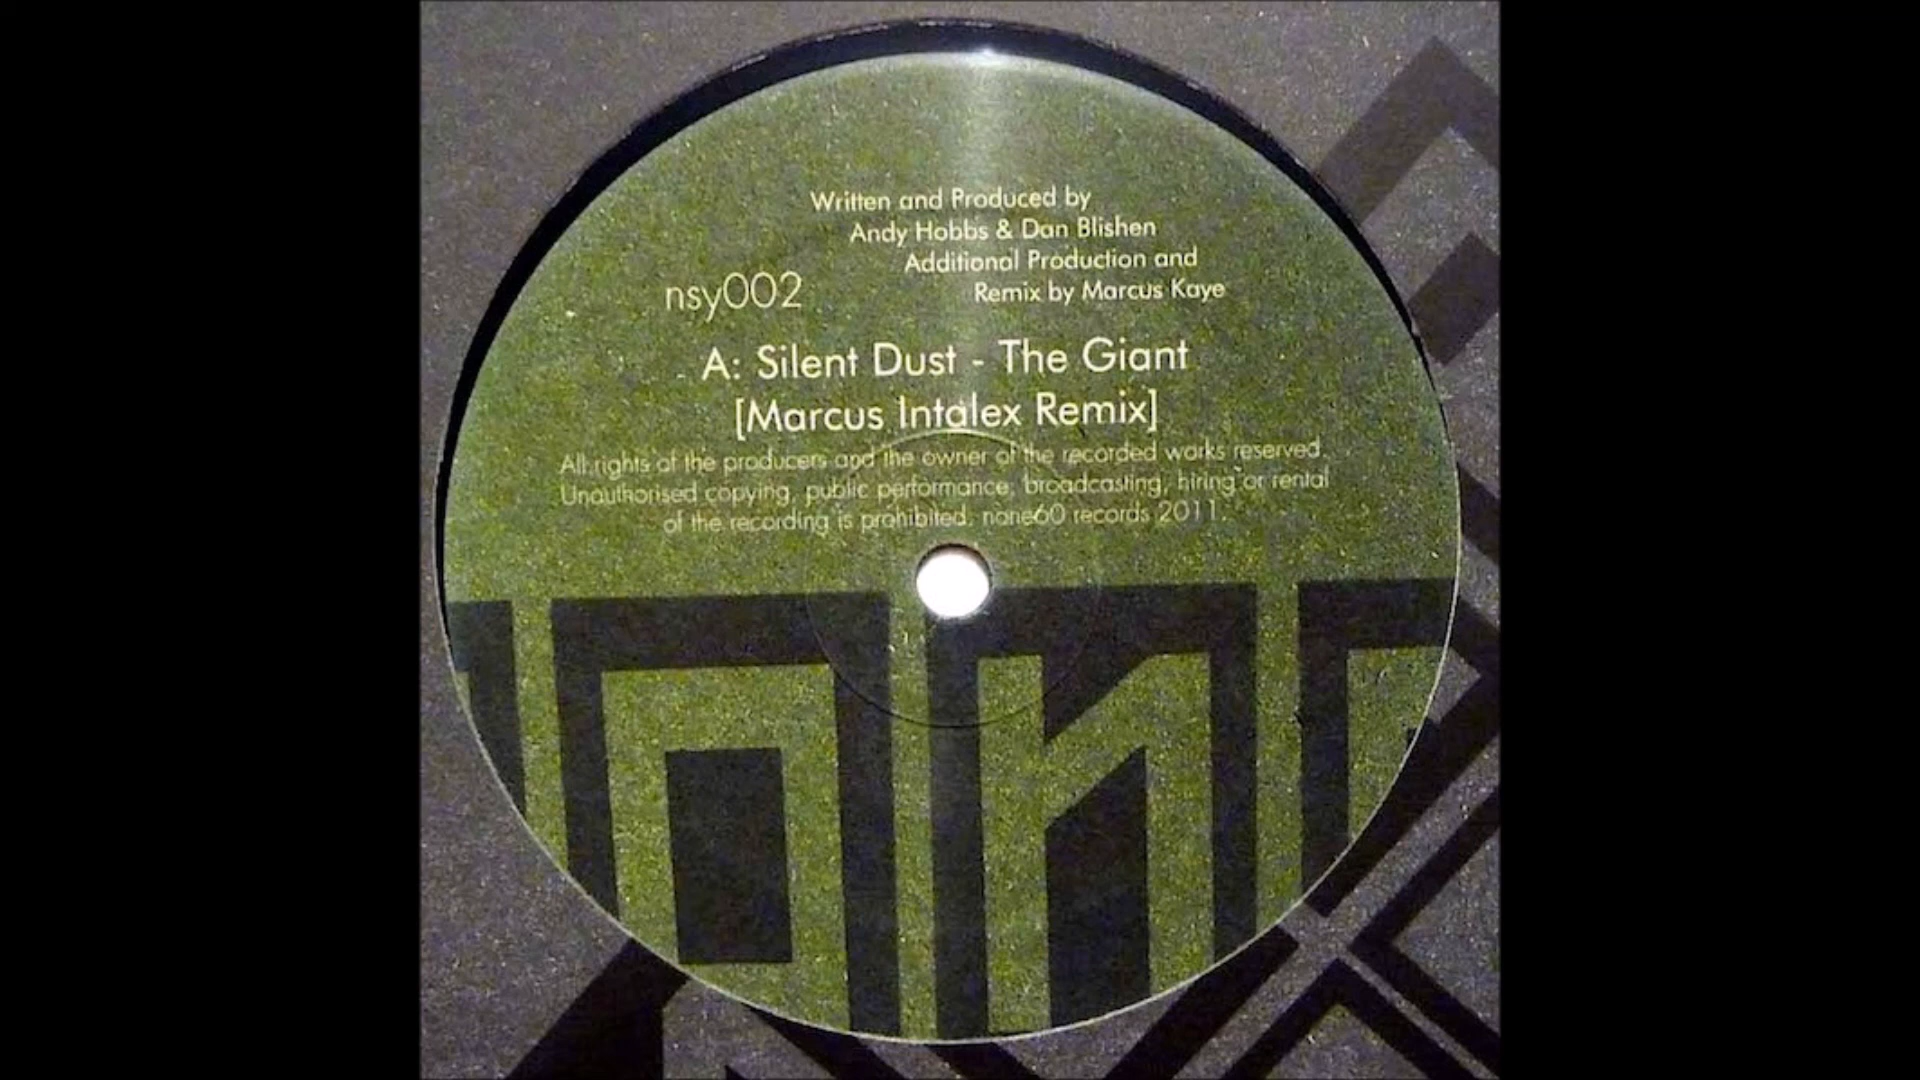 Written and Produced by
Andy Hobbs & Dan Blishen
Additional Production and
Remix by Marcus Kaye
nsy002
A: Silent Dust - The Giant
[Marcus Intalex Remix]
All rights of the producers and the owner of the recorded works reserved.
Unauthorised copying, public performance, broadcasting, hiring or rental
of the recording is prohibited. none60 records 2011.